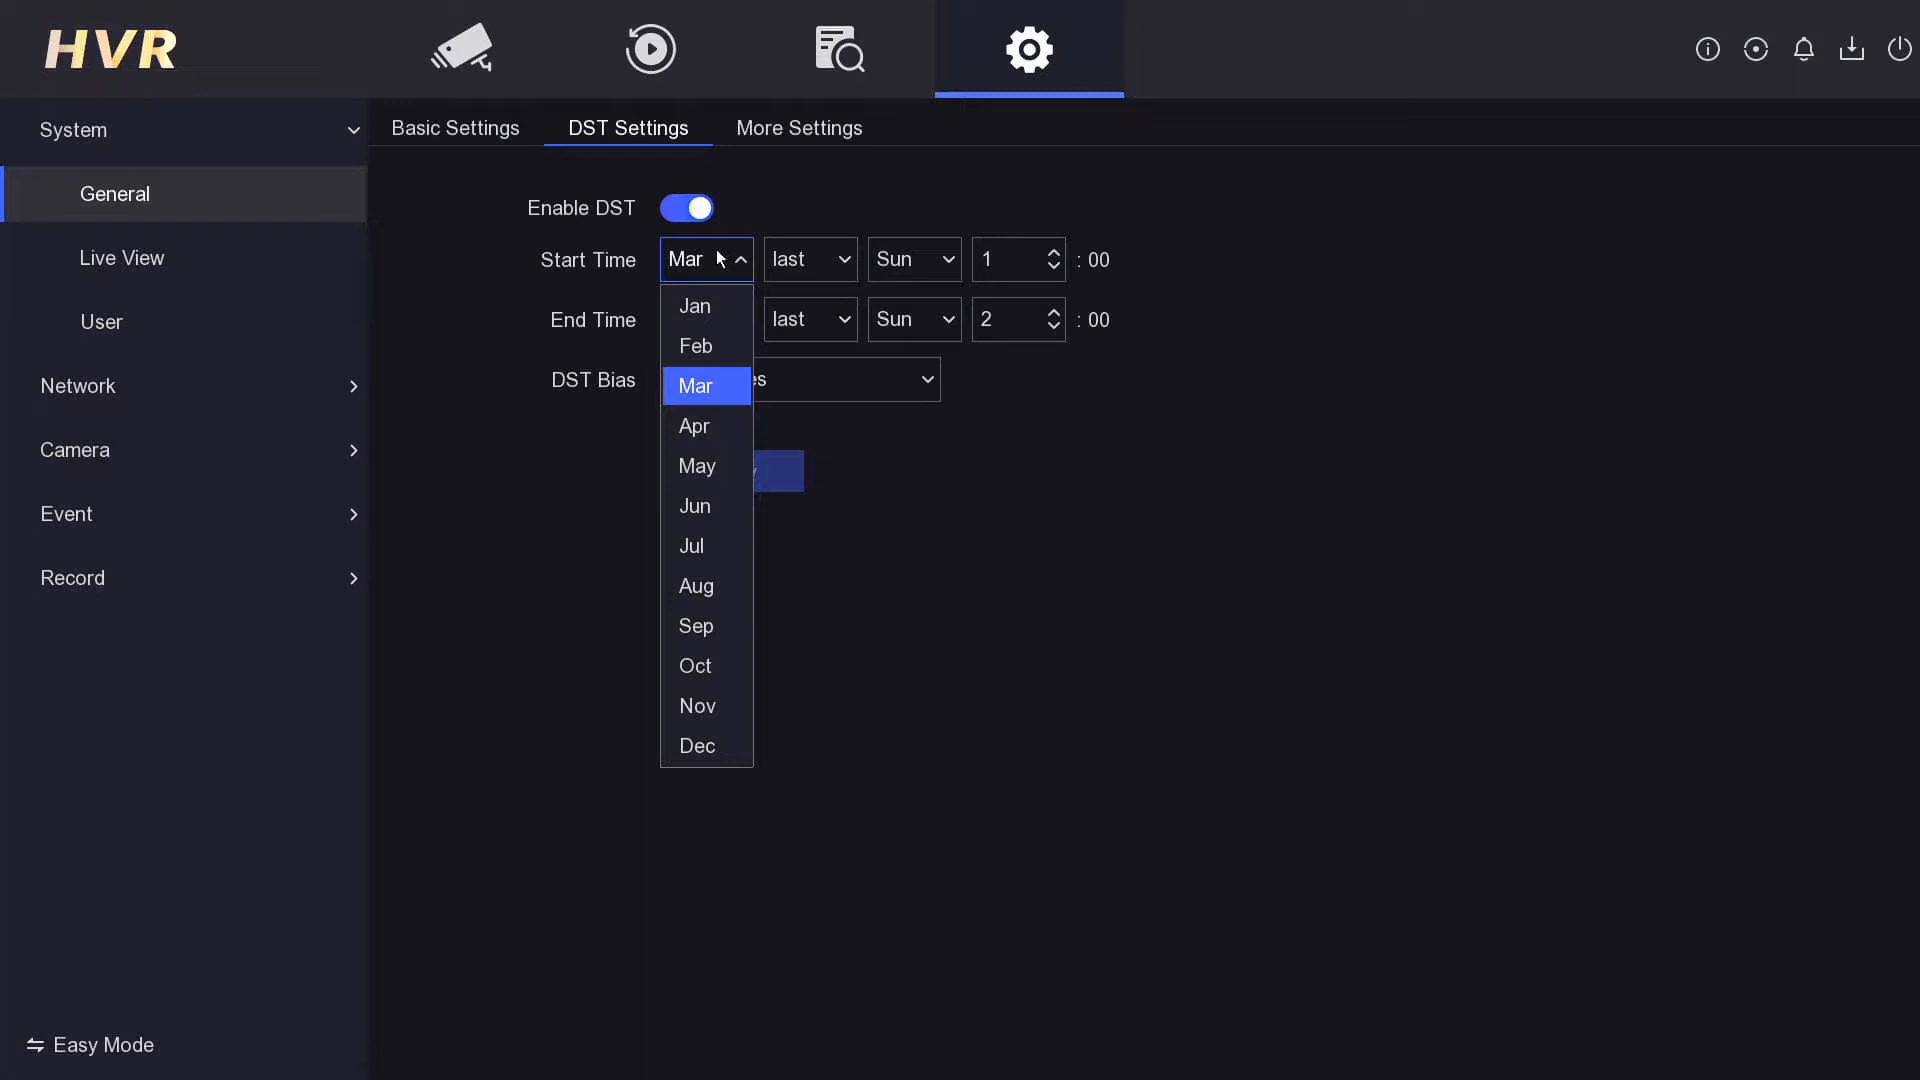 HVR
System
Basic Settings DST Settings More Settings
General
Enable DST
Live View
Start Time Mar last Sun 1 : 00
Jan
End Time last Sun 2 : 00
User
Feb
DST Bias es
Mar
Network
Apr
Camera
May
Jun
Event
Jul
Record
Aug
Sep
Oct
Nov
Dec
Easy Mode